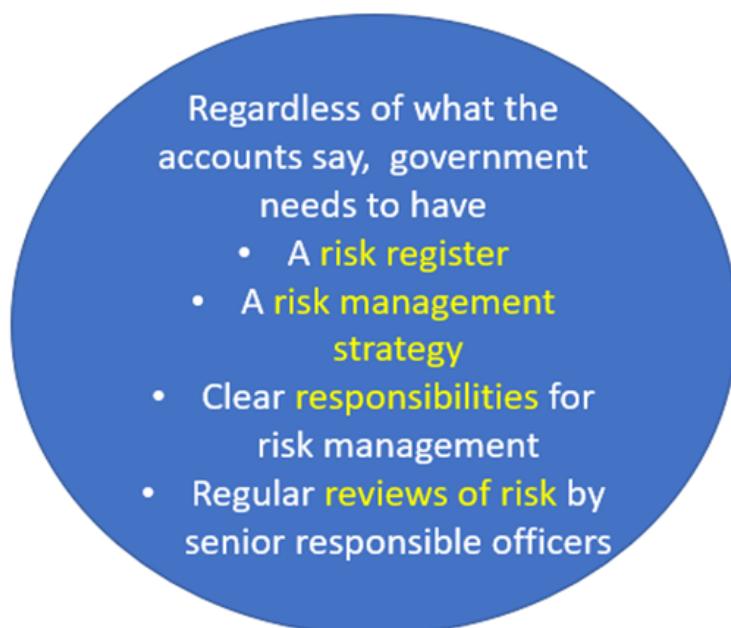 Regardless of what the
accounts say,  government
needs to have
• A risk register
• A risk management
strategy
• Clear responsibilities for
risk management
• Regular reviews of risk by
senior responsible officers